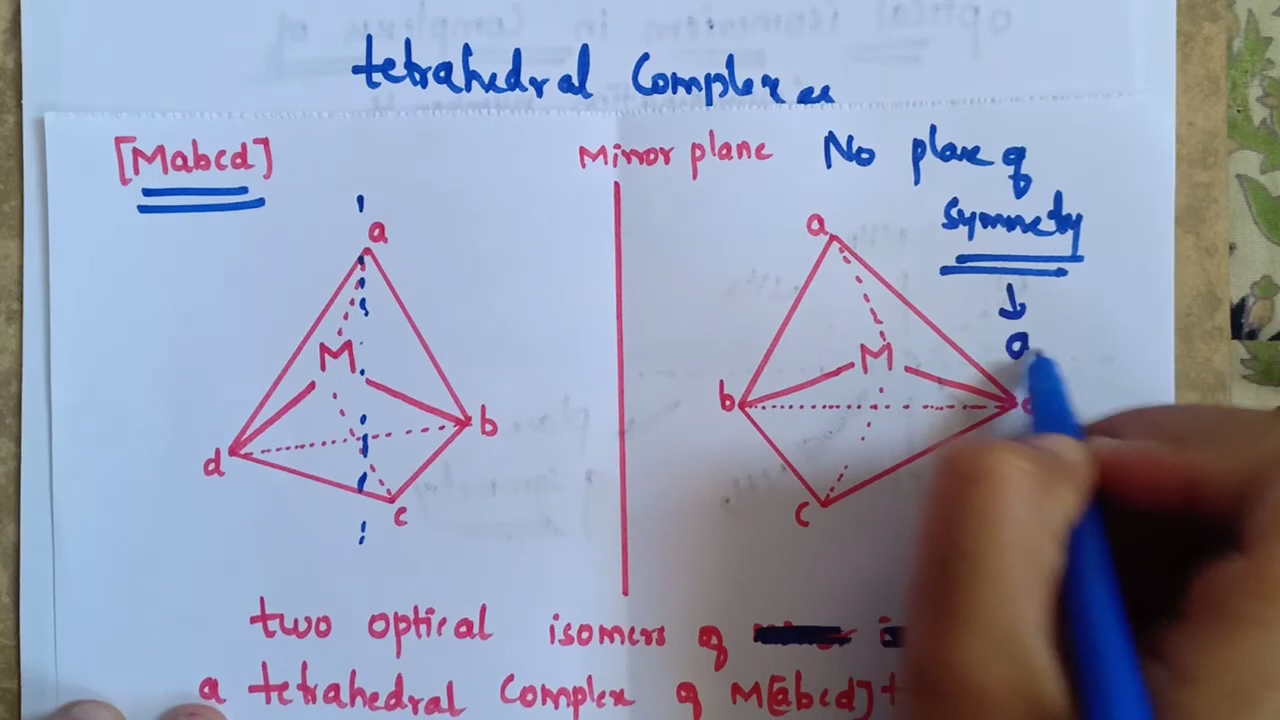 tetrahedral Complexes
[Mabcd]
Mirror plane
No plane of
symmetry
a
a
M
M
b
d
b
c
c
two optical isomers of
a tetrahedral Complex of M[abcd] t